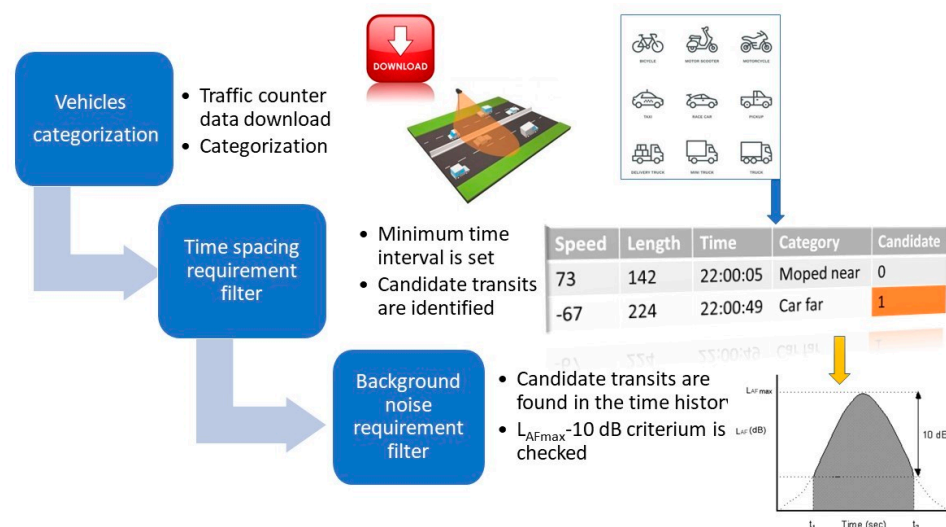 Vehicles
categorization
• Traffic counter
data download
• Categorization
DOWNLOAD
BICYCLE
MOTOR SCOOTER
MOTORCYCLE
TAXI
RACE CAR
PICKUP
DELIVERY TRUCK
MINI TRUCK
TRUCK
Time spacing
requirement
filter
• Minimum time
interval is set
• Candidate transits
are identified
Speed Length Time Category Candidate
73 142 22:00:05 Moped near 0
-67 224 22:00:49 Car far 1
Background
noise
requirement
filter
• Candidate transits are
found in the time histor
• LAFmax-10 dB criterium is
checked
LAF max
LAF (dB)
10 dB
t₁ Time (sec) t₂